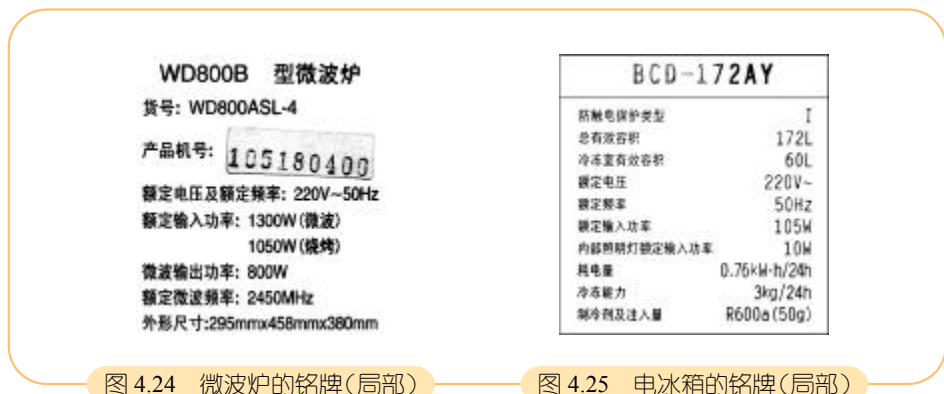 WD800B 型微波炉
货号: WD800ASL-4
产品机号: 105180400
额定电压及额定频率: 220V~50Hz
额定输入功率: 1300W(微波)
1050W(烧烤)
微波输出功率: 800W
额定微波频率: 2450MHz
外形尺寸:295mmx458mmx380mm
图 4.24 微波炉的铭牌(局部)
BCD-172AY
防触电保护类型 I
总有效容积 172L
冷冻室有效容积 60L
额定电压 220V~
额定频率 50Hz
额定输入功率 105W
内部照明灯额定输入功率 10W
耗电量 0.76kW·h/24h
冷冻能力 3kg/24h
制冷剂及注入量 R600a(50g)
图 4.25 电冰箱的铭牌(局部)